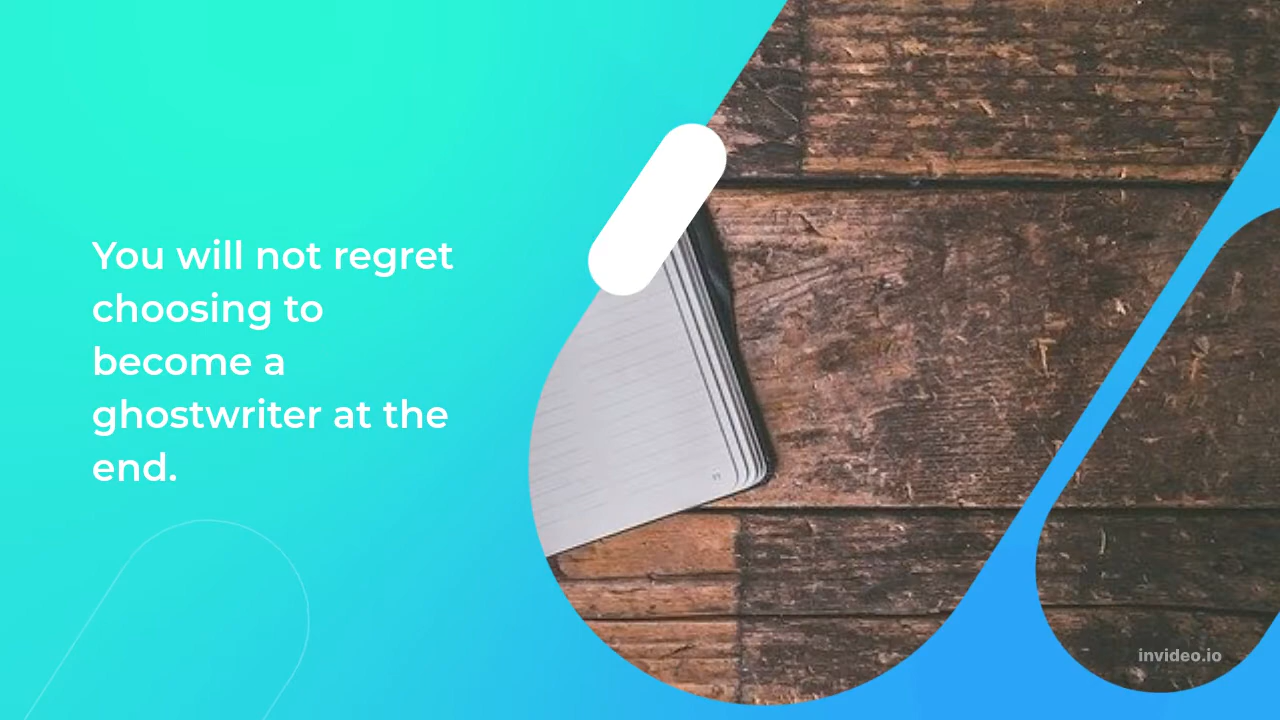 You will not regret
choosing to
become a
ghostwriter at the
end.
invideo.io